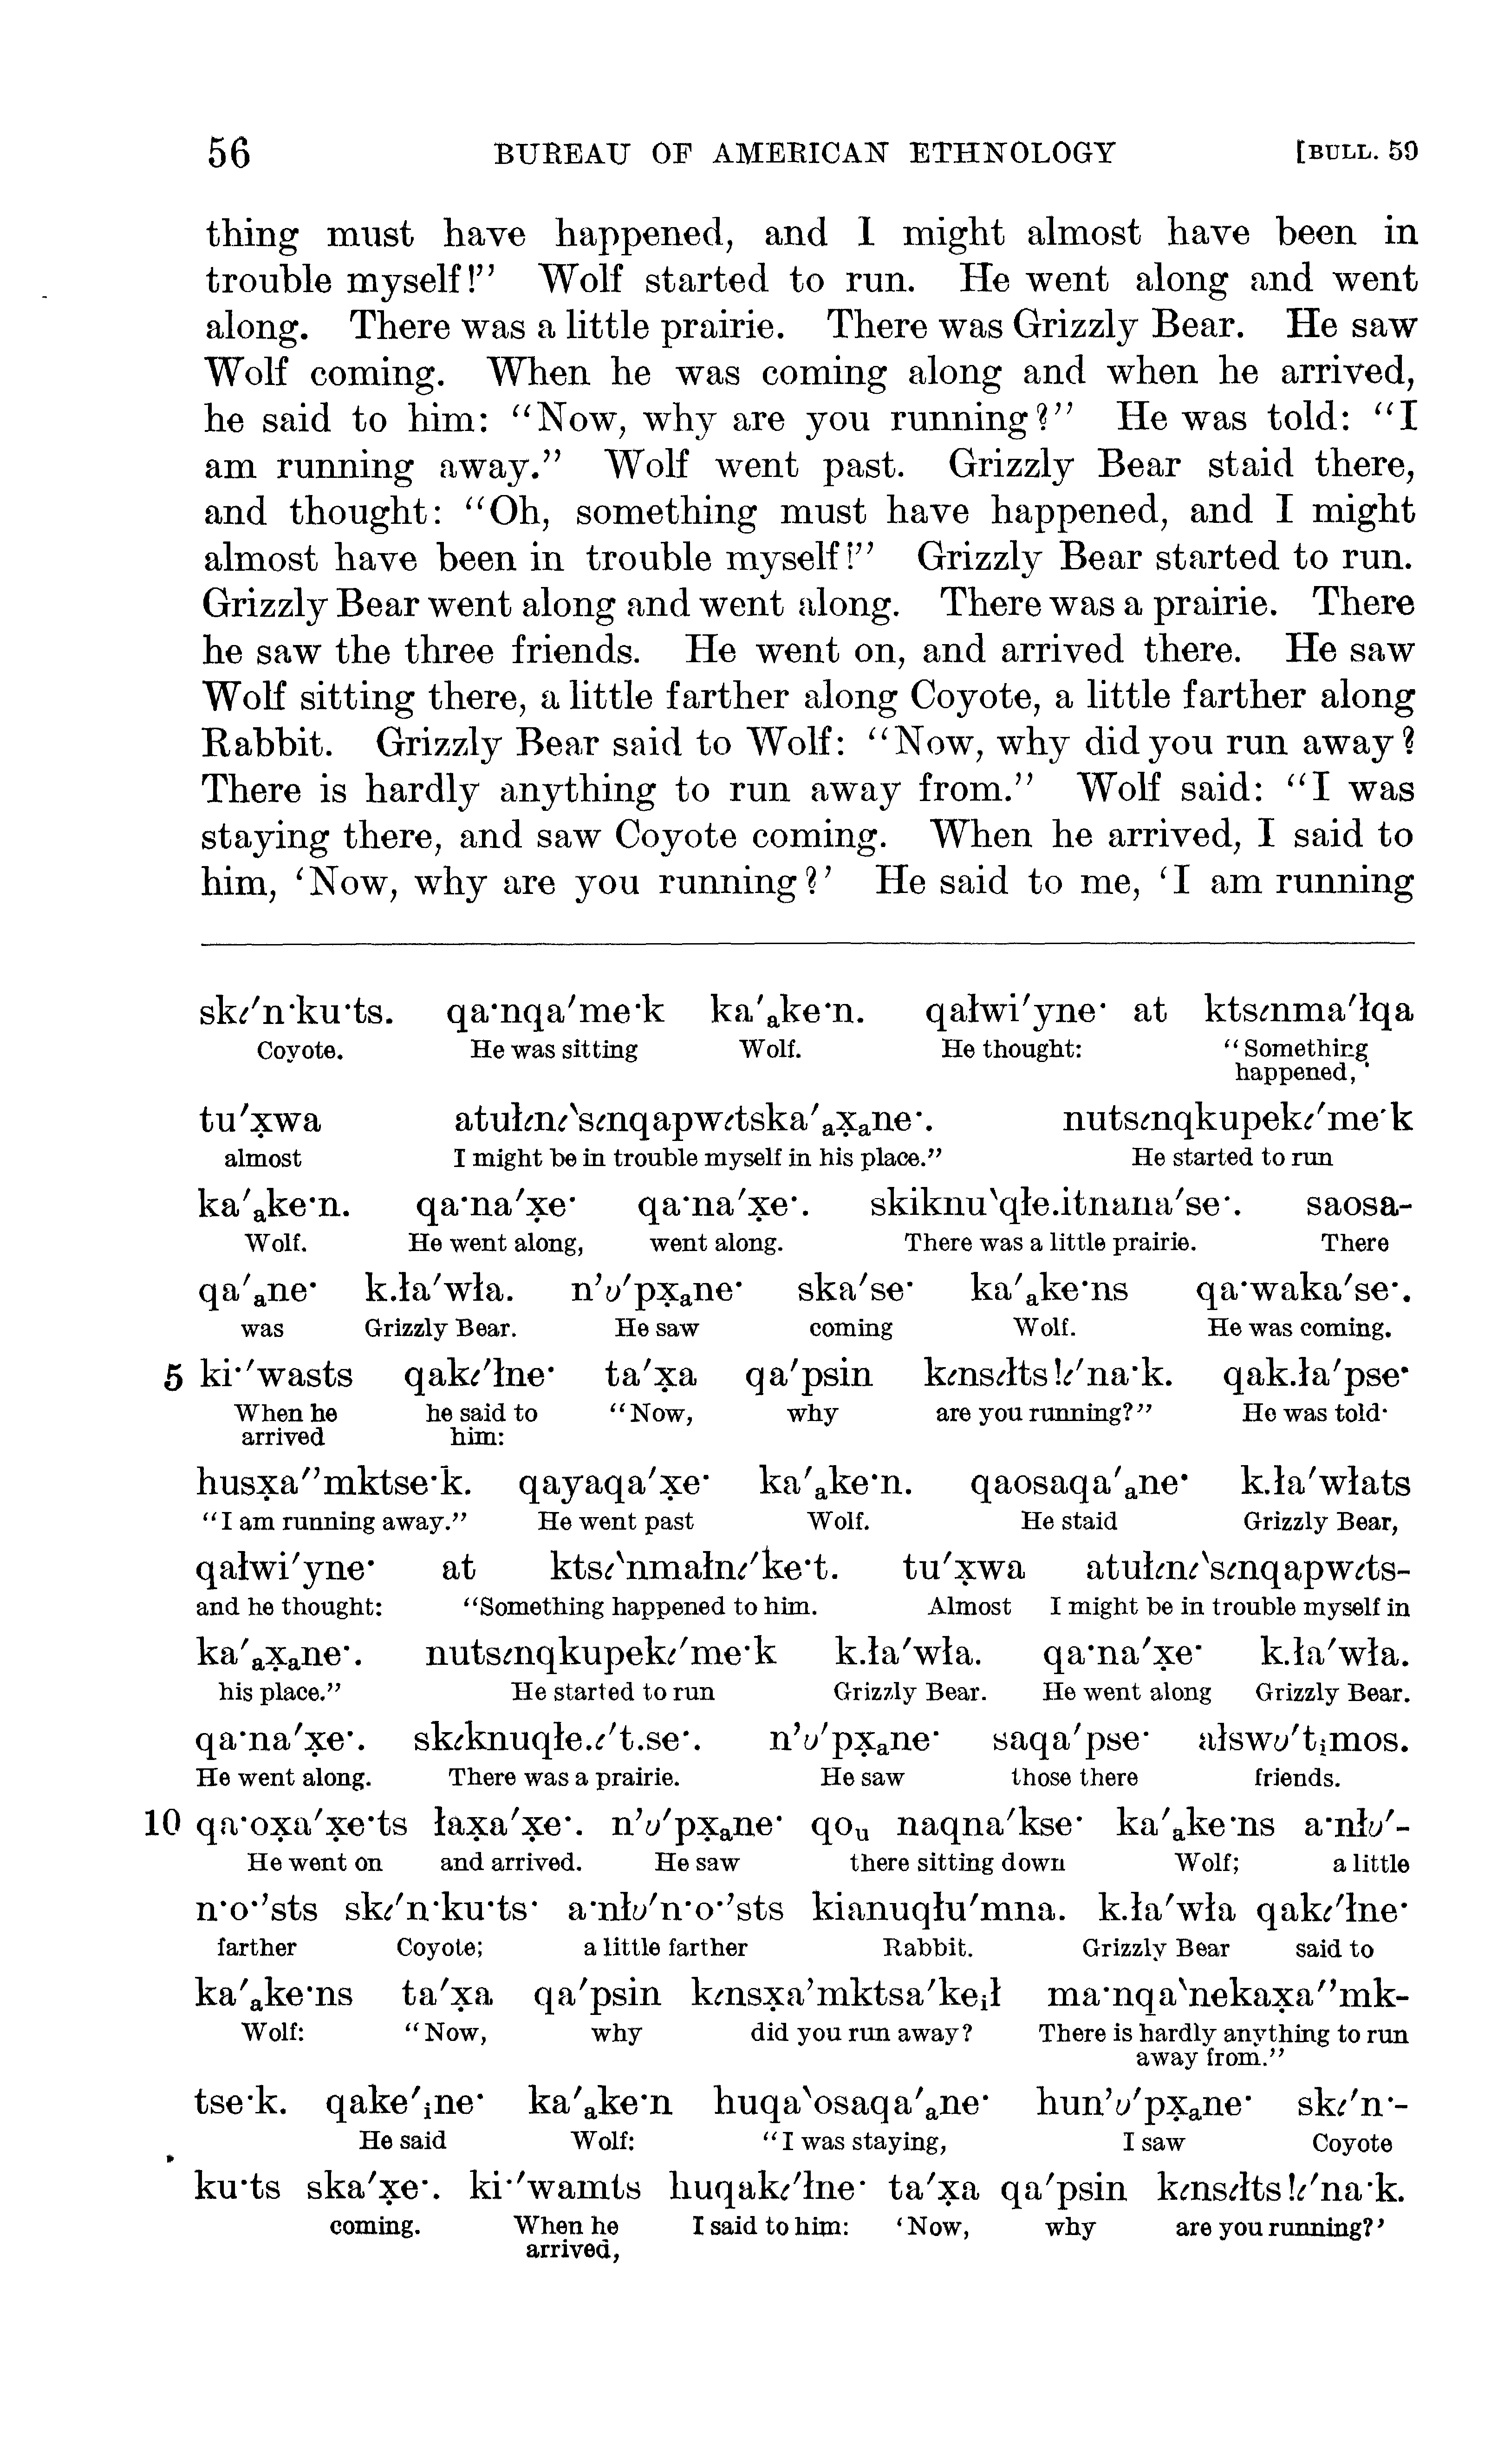 56 BUREAU OF AMERICAN ETHNOLOGY [BULL. 59
thing must have happened, and I might almost have been in
trouble myself!” Wolf started to run. He went along and went
along. There was a little prairie. There was Grizzly Bear. He saw
Wolf coming. When he was coming along and when he arrived,
he said to him: “Now, why are you running?” He was told: “I
am running away.” Wolf went past. Grizzly Bear staid there,
and thought: “Oh, something must have happened, and I might
almost have been in trouble myself!” Grizzly Bear started to run.
Grizzly Bear went along and went along. There was a prairie. There
he saw the three friends. He went on, and arrived there. He saw
Wolf sitting there, a little farther along Coyote, a little farther along
Rabbit. Grizzly Bear said to Wolf: “Now, why did you run away?
There is hardly anything to run away from.” Wolf said: “I was
staying there, and saw Coyote coming. When he arrived, I said to
him, ‘Now, why are you running?’ He said to me, ‘I am running
skɩ′n·ku·ts. qa·nqa′me·k ka′ₐke·n. qałwi′yne· at ktsɩnma′łqa
Coyote. He was sitting Wolf. He thought: “Something
happened,
tu′x̣wa atułɩnɩ‵sɩnqapwɩtska′ₐx̣ₐne·. nutsɩnqkupekɩ′me·k
almost I might be in trouble myself in his place.” He started to run
ka′ₐke·n. qa·na′x̣e· qa·na′x̣e·. skiknu‵qłe.itnana′se·. saosa-
Wolf. He went along, went along. There was a little prairie. There
qa′ₐne· k.ła′wła. n’ʋ′px̣ₐne· ska′se· ka′ₐke·ns qa·waka′se·.
was Grizzly Bear. He saw coming Wolf. He was coming.
5 ki·′wasts qakɩ′łne· ta′x̣a qa′psin kɩnsɩłts!ɩ′na·k. qak.ła′pse·
When he he said to “Now, why are you running?” He was told·
arrived him:
husx̣a′’mktse·k. qayaqa′x̣e· ka′ₐke·n. qaosaqa′ₐne· k.ła′włats
“I am running away.” He went past Wolf. He staid Grizzly Bear,
qałwi′yne· at ktsɩ‵nmałnɩ′ke·t. tu′x̣wa atułɩnɩ‵sɩnqapwɩts-
and he thought: “Something happened to him. Almost I might be in trouble myself in
ka′ₐx̣ₐne·. nutsɩnqkupekɩ′me·k k.ła′wła. qa·na′x̣e· k.ła′wła.
his place.” He started to run Grizzly Bear. He went along Grizzly Bear.
qa·na′x̣e·. skɩknuqłe.ɩ′t.se·. n’ʋ′px̣ₐne· saqa′pse· ałswʋ′tᵢmos.
He went along. There was a prairie. He saw those there friends.
10 qa·ox̣a′x̣e·ts łaxa′x̣e·. n’ʋ′px̣ₐne· qoᵤ naqna′kse· ka′ₐke·ns a·nłʋ′-
He went on and arrived. He saw there sitting down Wolf; a little
n·o·’sts skɩ′n·ku·ts· a·nłʋ′n·o·’sts kianuqłu′mna. k.ła′wła qakɩ′łne·
farther Coyote; a little farther Rabbit. Grizzly Bear said to
ka′ₐke·ns ta′x̣a qa′psin kɩnsx̣a’mktsa′keᵢł ma·nqa‵nekax̣a′’mk-
Wolf: “Now, why did you run away? There is hardly anything to run
away from.”
tse·k. qake′ᵢne· ka′ₐke·n huqa‵osaqa′ₐne· hun’ʋ′px̣ₐne· skɩ′n·-
He said Wolf: “I was staying, I saw Coyote
ku·ts ska′x̣e·. ki·′wamts huqakɩ′łne· ta′x̣a qa′psin kɩnsɩłts!ɩ′na·k.
coming. When he I said to him: ‘Now, why are you running?’
arrived,